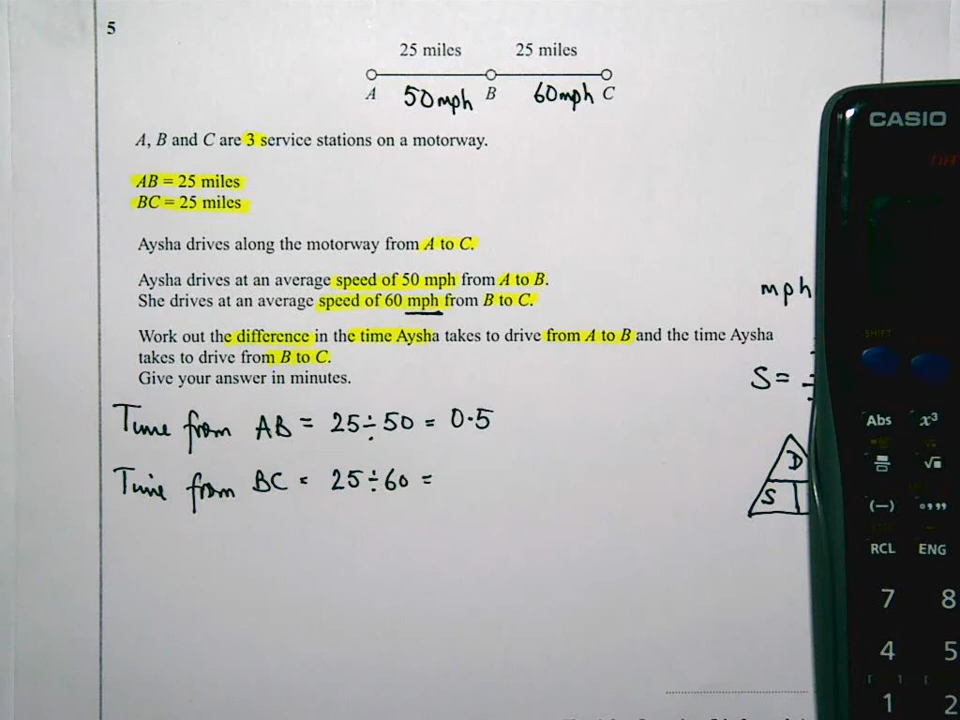 5
25 miles 25 miles
A 50mph B 60mph C
A, B and C are 3 service stations on a motorway.
AB = 25 miles
BC = 25 miles
Aysha drives along the motorway from A to C.
Aysha drives at an average speed of 50 mph from A to B.
She drives at an average speed of 60 mph from B to C.
Work out the difference in the time Aysha takes to drive from A to B and the time Aysha
takes to drive from B to C.
Give your answer in minutes.
Time from AB = 25 ÷ 50 = 0.5
Time from BC = 25 ÷ 60 =
mph
S =
D
S
CASIO
SHIFT
Abs x³
√
(−) ° ’ ”
RCL ENG
7 8
4 5
1 2